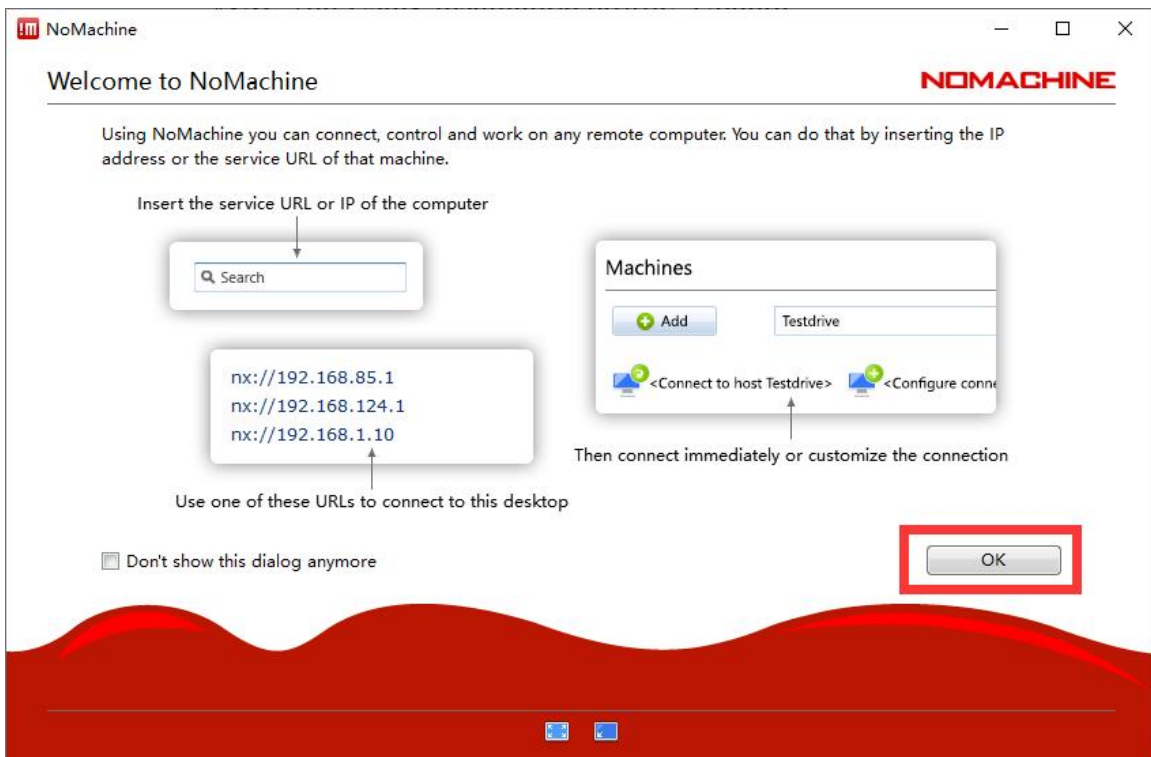 NoMachine
Welcome to NoMachine
NOMACHINE
Using NoMachine you can connect, control and work on any remote computer. You can do that by inserting the IP
address or the service URL of that machine.
Insert the service URL or IP of the computer
Search
nx://192.168.85.1
nx://192.168.124.1
nx://192.168.1.10
Use one of these URLs to connect to this desktop
Machines
Add
Testdrive
<Connect to host Testdrive>
<Configure conne
Then connect immediately or customize the connection
Don't show this dialog anymore
OK